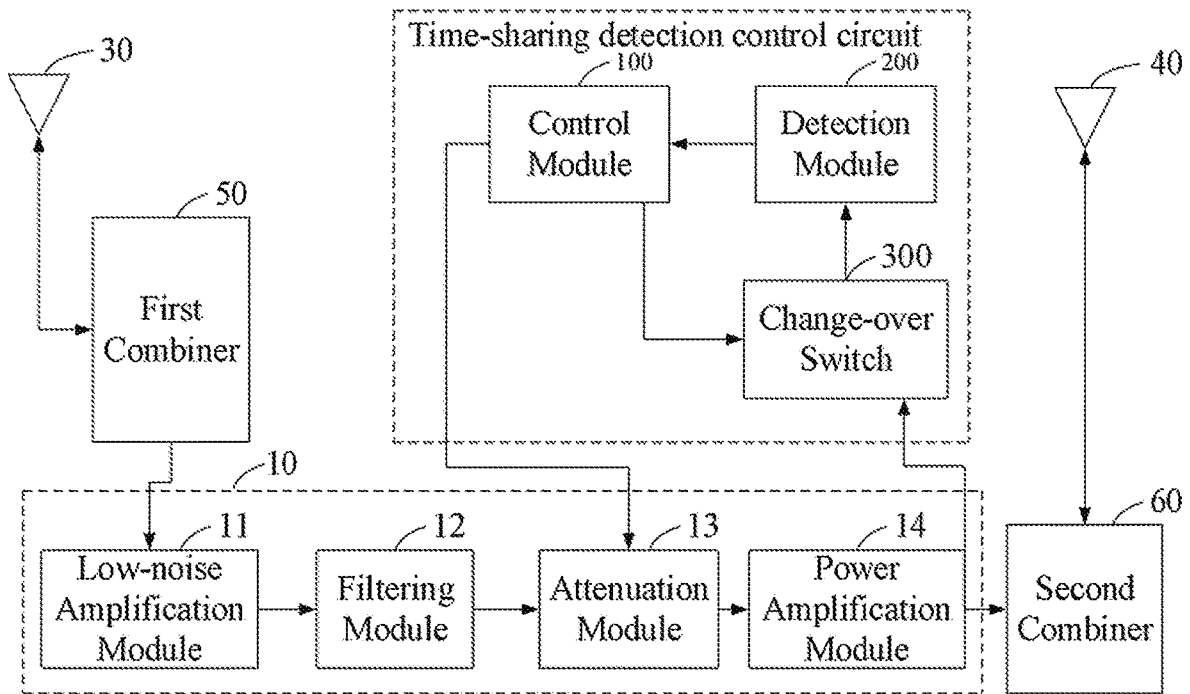 Time-sharing detection control circuit
30
100
200
40
Control
Module
Detection
Module
50
First
Combiner
300
Change-over
Switch
10
60
11
12
13
14
Low-noise
Amplification
Module
Filtering
Module
Attenuation
Module
Power
Amplification
Module
Second
Combiner